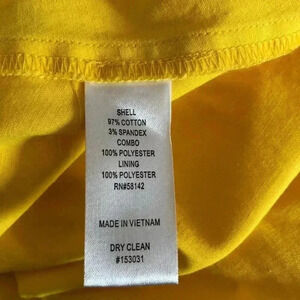 SHELL
97% COTTON
3% SPANDEX
COMBO
100% POLYESTER
LINING
100% POLYESTER
RN#58142
MADE IN VIETNAM
DRY CLEAN
#153031